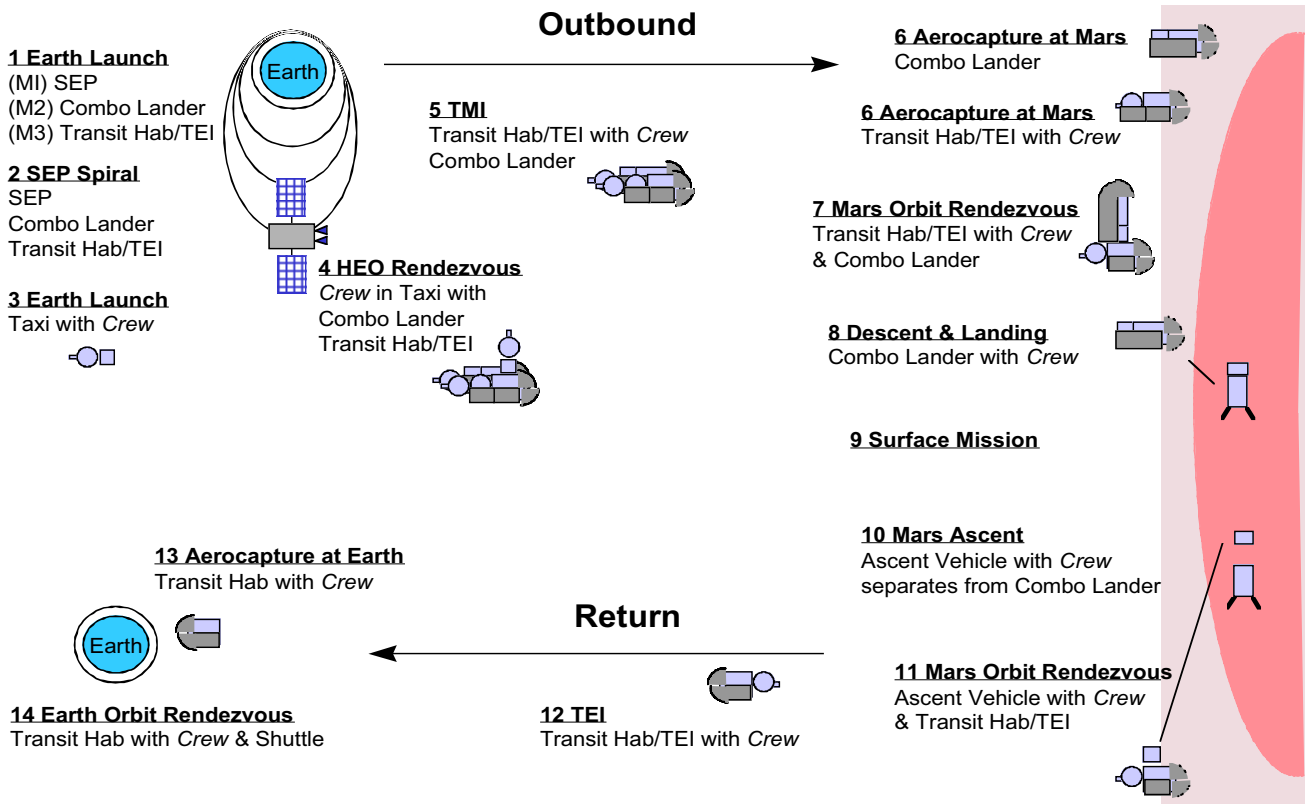 Outbound
1 Earth Launch
(MI) SEP
(M2) Combo Lander
(M3) Transit Hab/TEI
Earth
2 SEP Spiral
SEP
Combo Lander
Transit Hab/TEI
3 Earth Launch
Taxi with Crew
4 HEO Rendezvous
Crew in Taxi with
Combo Lander
Transit Hab/TEI
5 TMI
Transit Hab/TEI with Crew
Combo Lander
6 Aerocapture at Mars
Combo Lander
6 Aerocapture at Mars
Transit Hab/TEI with Crew
7 Mars Orbit Rendezvous
Transit Hab/TEI with Crew
& Combo Lander
8 Descent & Landing
Combo Lander with Crew
9 Surface Mission
10 Mars Ascent
Ascent Vehicle with Crew
separates from Combo Lander
11 Mars Orbit Rendezvous
Ascent Vehicle with Crew
& Transit Hab/TEI
Return
12 TEI
Transit Hab/TEI with Crew
13 Aerocapture at Earth
Transit Hab with Crew
Earth
14 Earth Orbit Rendezvous
Transit Hab with Crew & Shuttle